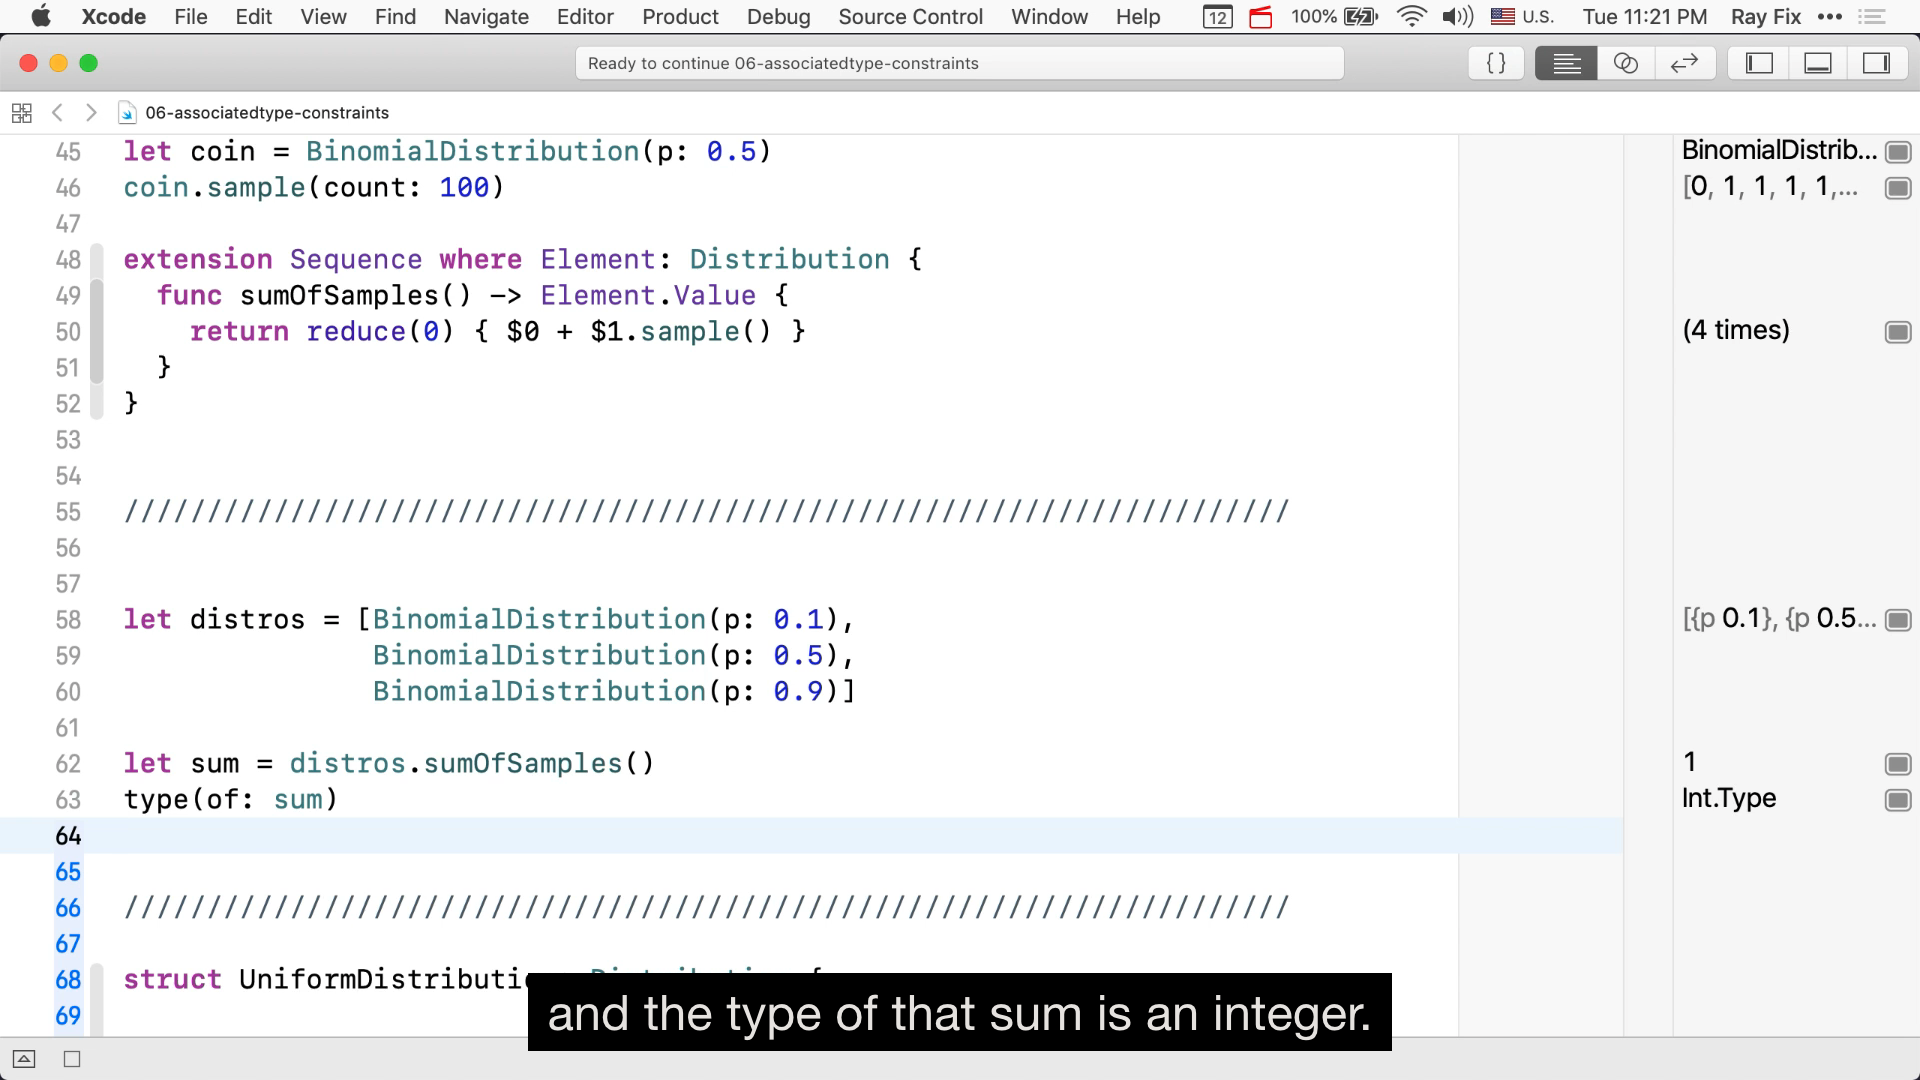 Xcode File Edit View Find Navigate Editor Product Debug Source Control Window Help 12 100% U.S. Tue 11:21 PM Ray Fix
Ready to continue 06-associatedtype-constraints
{}
06-associatedtype-constraints
45 let coin = BinomialDistribution(p: 0.5) BinomialDistrib...
46 coin.sample(count: 100) [0, 1, 1, 1, 1,...
47
48 extension Sequence where Element: Distribution {
49 func sumOfSamples() -> Element.Value {
50 return reduce(0) { $0 + $1.sample() } (4 times)
51 }
52 }
53
54
55 //////////////////////////////////////////////////////////////////////
56
57
58 let distros = [BinomialDistribution(p: 0.1), [{p 0.1}, {p 0.5...
59 BinomialDistribution(p: 0.5),
60 BinomialDistribution(p: 0.9)]
61
62 let sum = distros.sumOfSamples() 1
63 type(of: sum) Int.Type
64
65
66 //////////////////////////////////////////////////////////////////////
67
68 struct UniformDistributi
69
and the type of that sum is an integer.